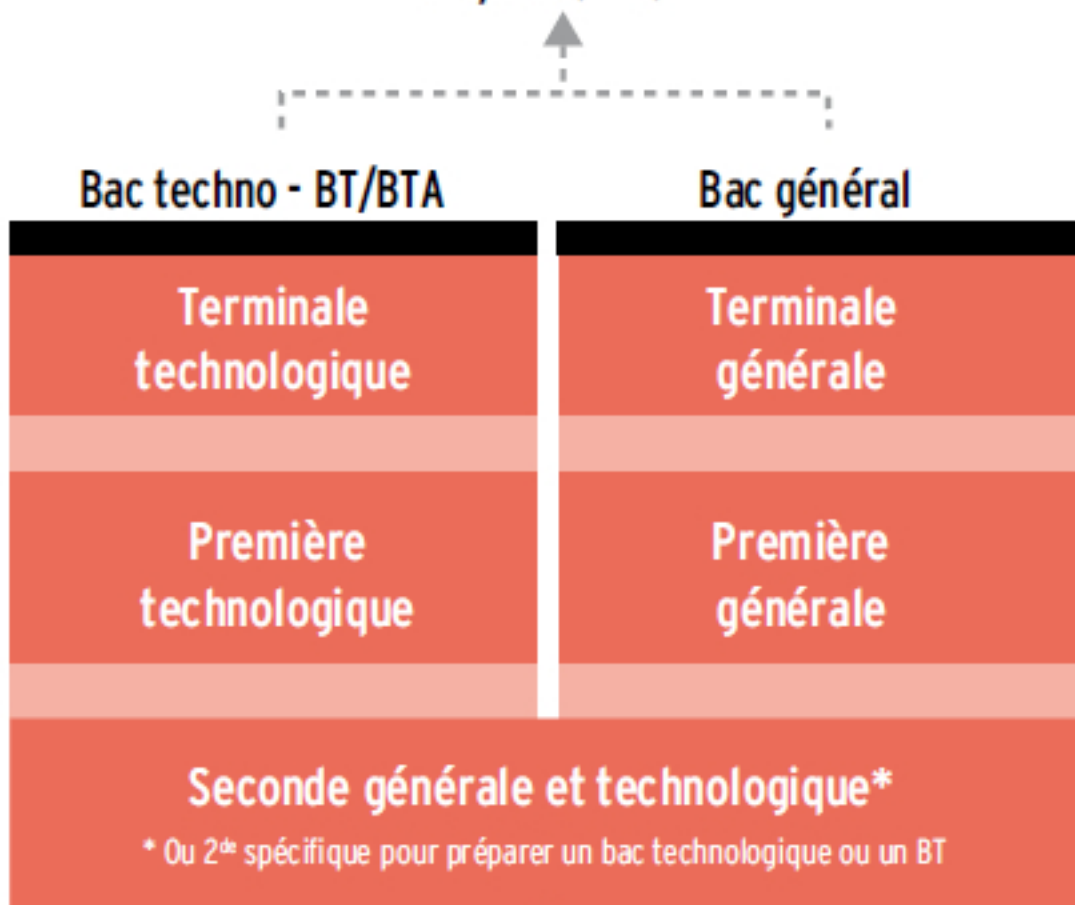 Bac techno - BT/BTA
Bac général
Terminale
technologique
Terminale
générale
Première
technologique
Première
générale
Seconde générale et technologique*
* Ou 2de spécifique pour préparer un bac technologique ou un BT